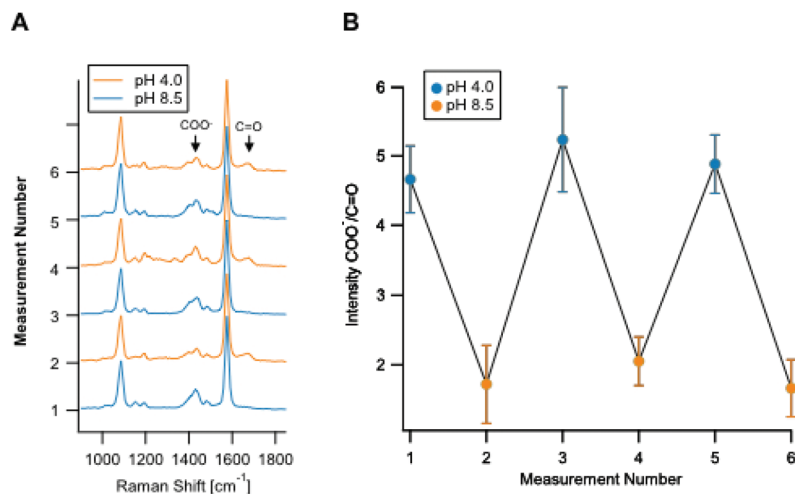 A
pH 4.0
pH 8.5
COO⁻
C=O
6
5
4
3
2
1
Measurement Number
1000 1200 1400 1600 1800
Raman Shift [cm⁻¹]
B
pH 4.0
pH 8.5
6
5
4
3
2
Intensity COO⁻/C=O
1 2 3 4 5 6
Measurement Number